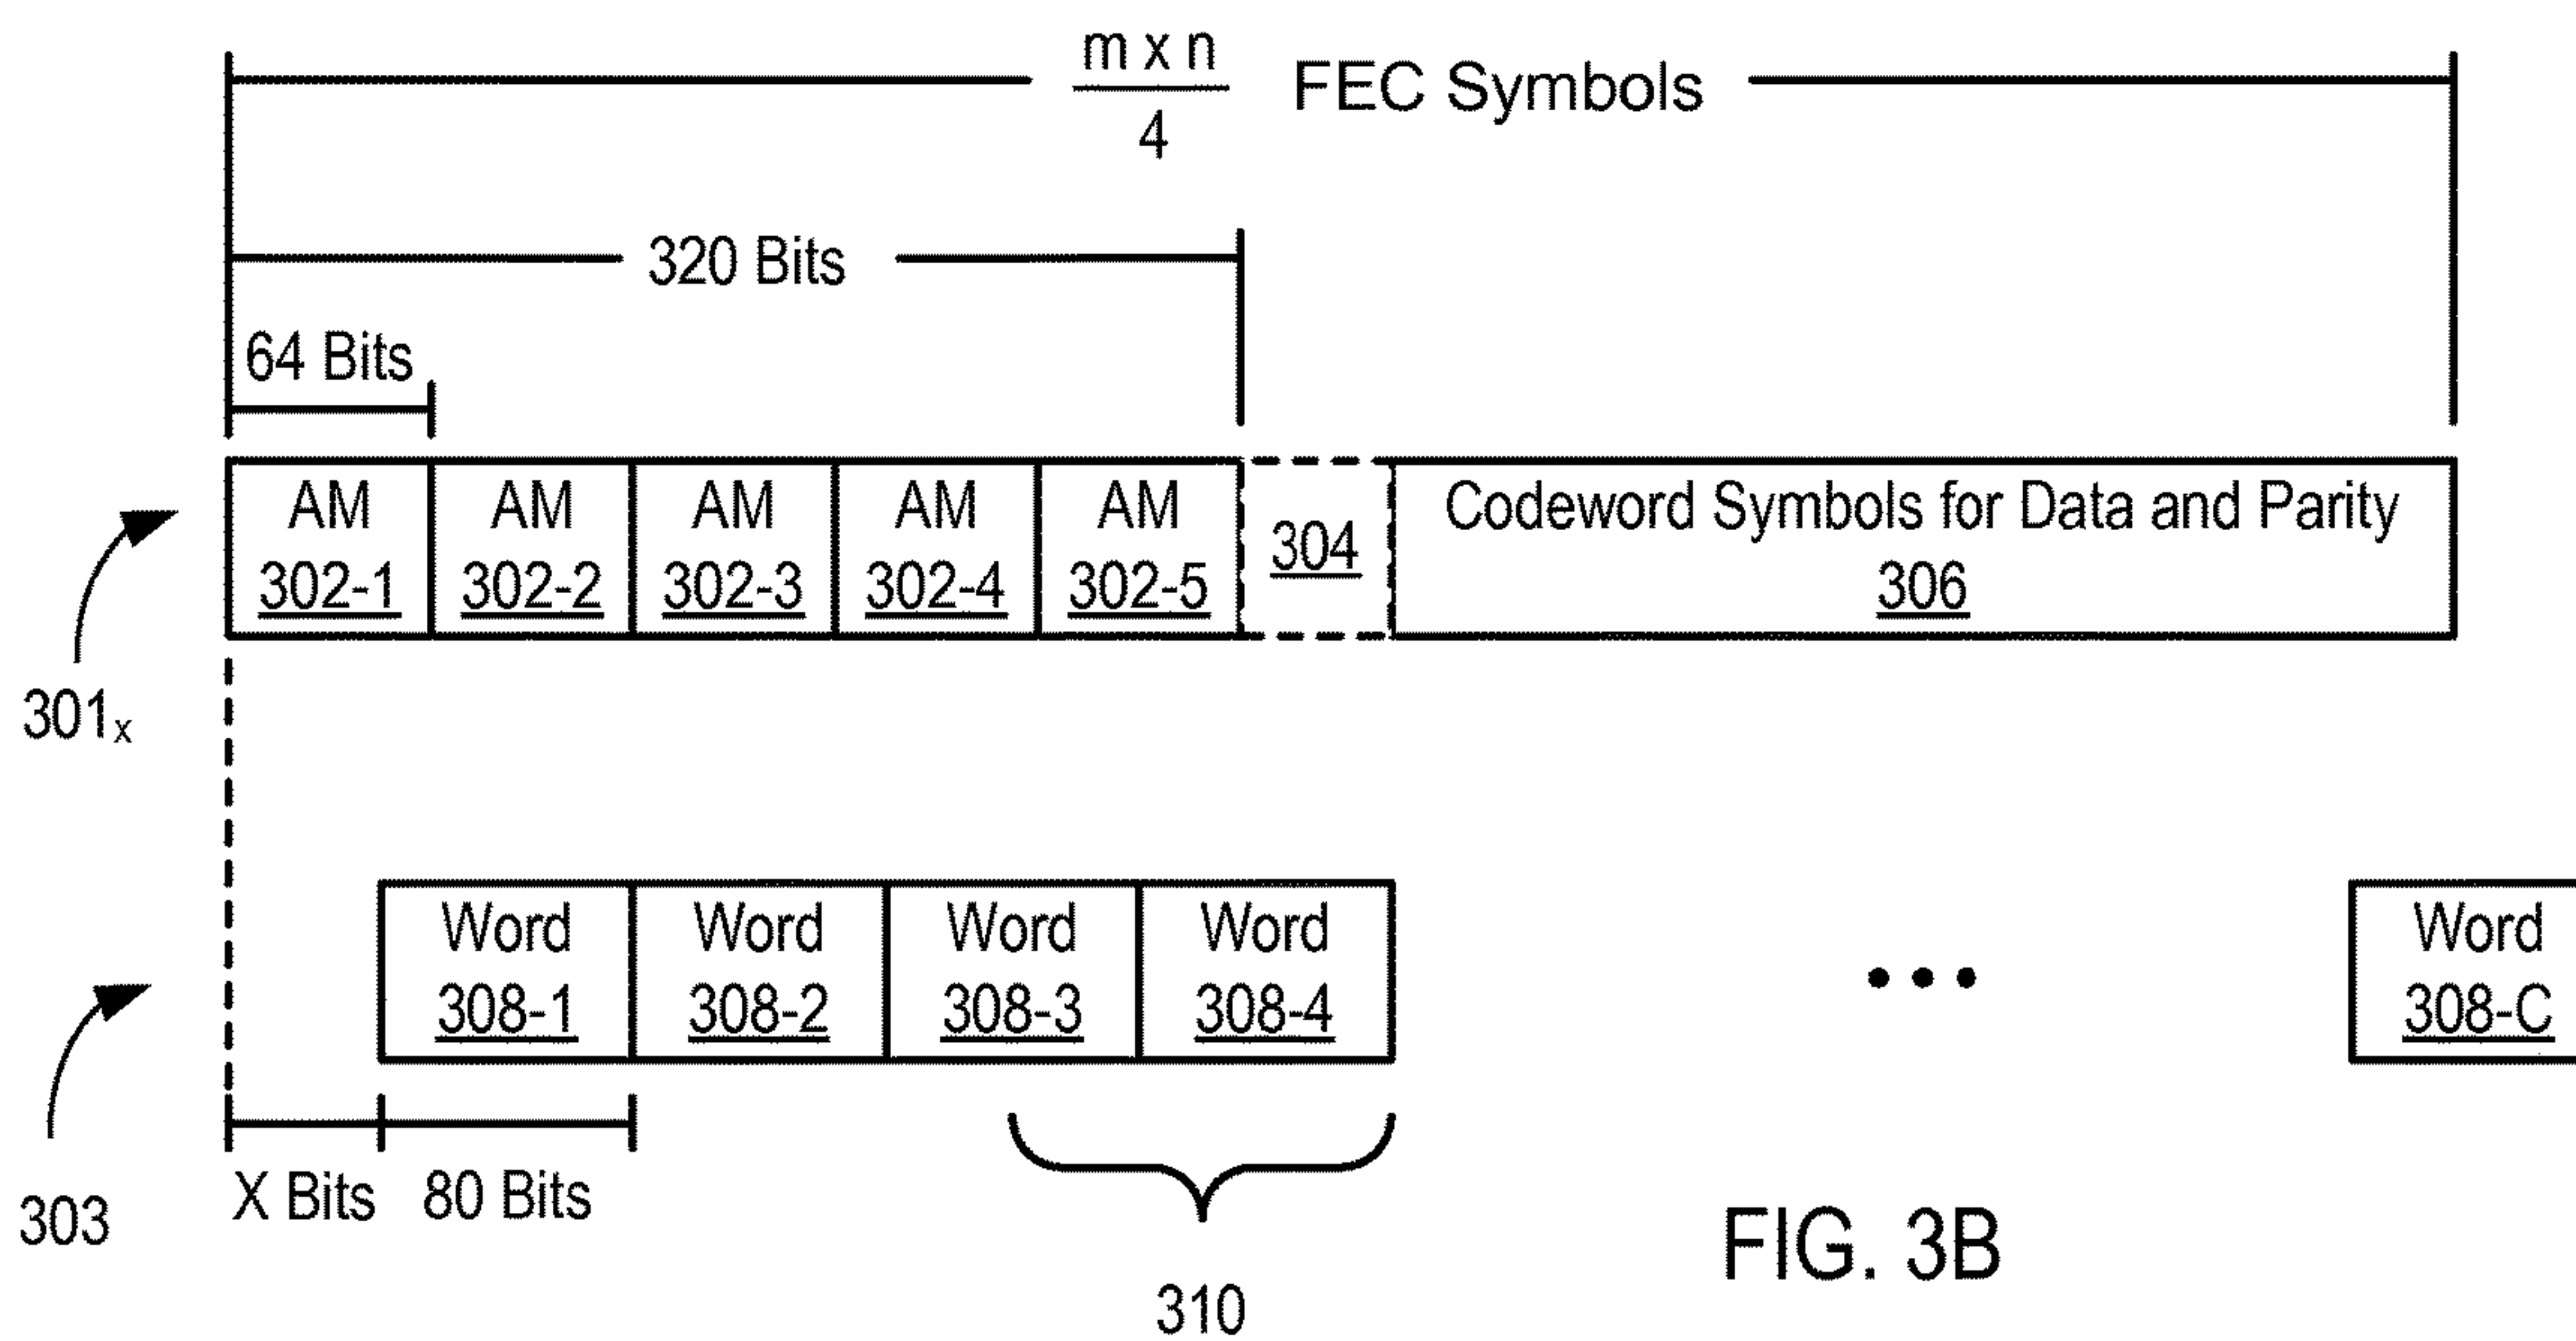 m x n
4
FEC Symbols
320 Bits
64 Bits
AM
302-1
AM
302-2
AM
302-3
AM
302-4
AM
302-5
304
Codeword Symbols for Data and Parity
306
301x
Word
308-1
Word
308-2
Word
308-3
Word
308-4
• • •
Word
308-C
303
X Bits
80 Bits
310
FIG. 3B